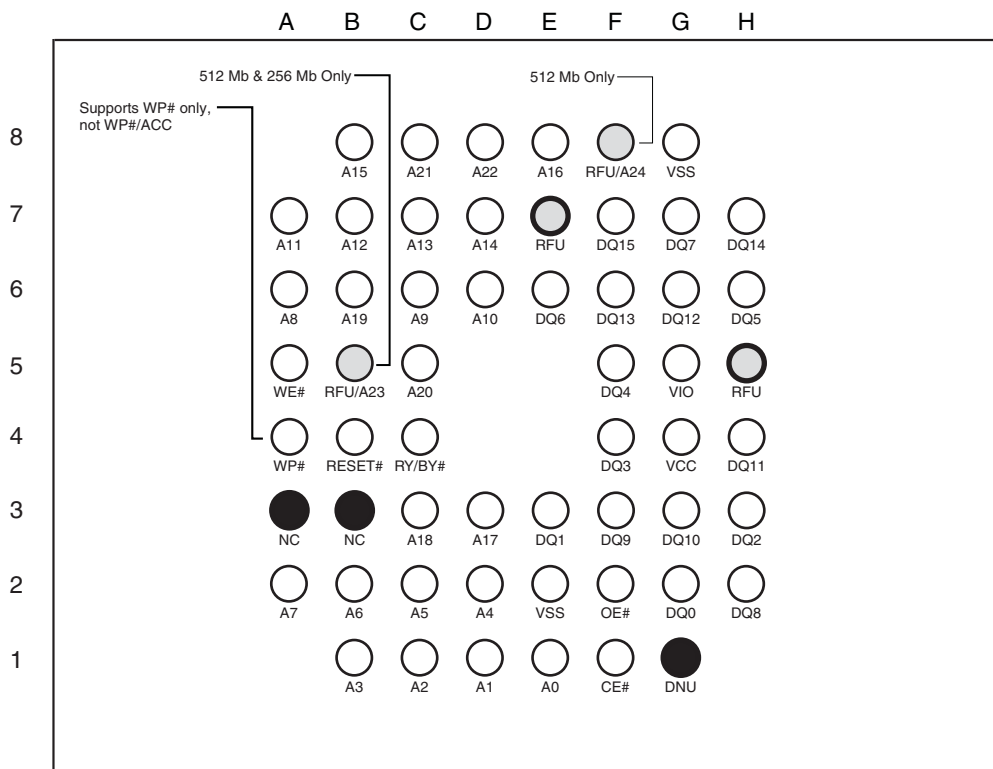 A B C D E F G H
512 Mb & 256 Mb Only
512 Mb Only
Supports WP# only,
not WP#/ACC
8
A15 A21 A22 A16 RFU/A24 VSS
7
A11 A12 A13 A14 RFU DQ15 DQ7 DQ14
6
A8 A19 A9 A10 DQ6 DQ13 DQ12 DQ5
5
WE# RFU/A23 A20 DQ4 VIO RFU
4
WP# RESET# RY/BY# DQ3 VCC DQ11
3
NC NC A18 A17 DQ1 DQ9 DQ10 DQ2
2
A7 A6 A5 A4 VSS OE# DQ0 DQ8
1
A3 A2 A1 A0 CE# DNU